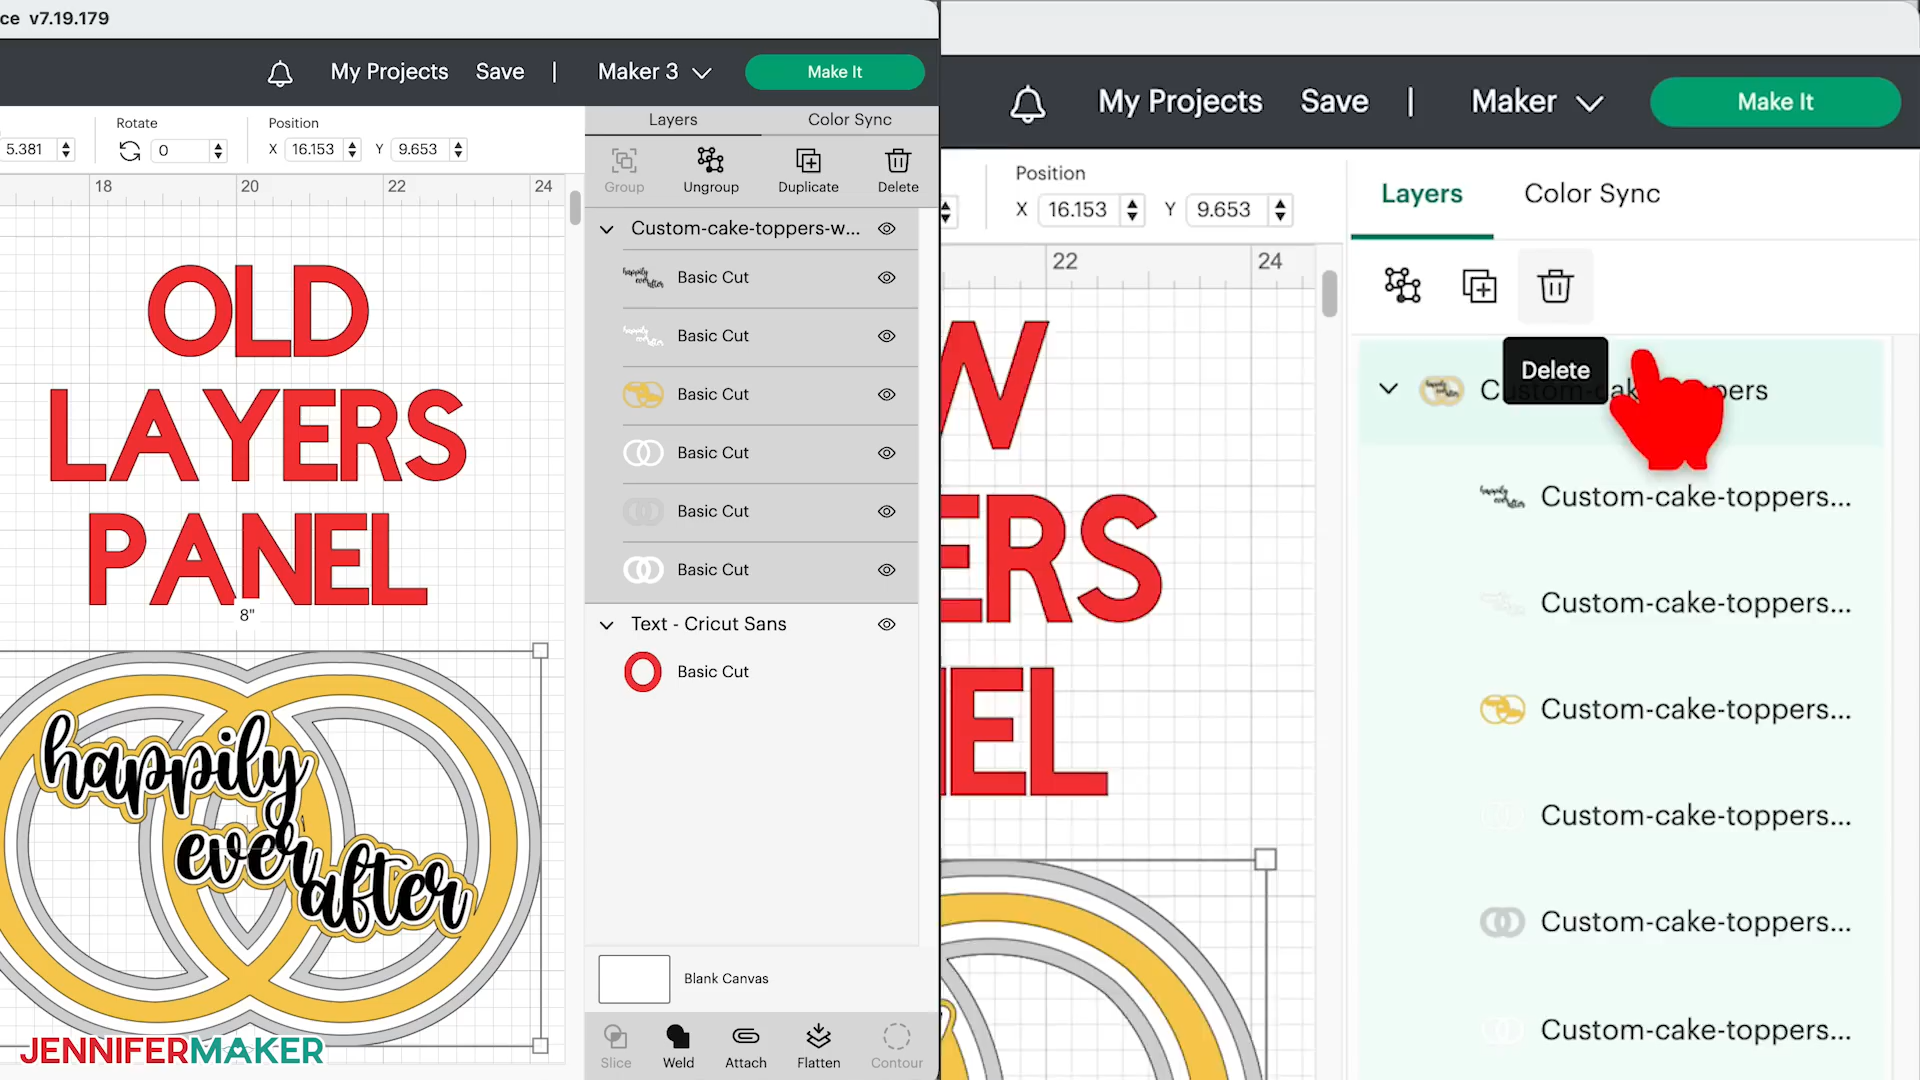 ce v7.19.179
My Projects Save | Maker 3 Make It
Rotate Position
5.381 0 X 16.153 Y 9.653
18 20 22 24
Layers Color Sync
Group Ungroup Duplicate Delete
Custom-cake-toppers-w...
Basic Cut
Basic Cut
Basic Cut
Basic Cut
Basic Cut
Basic Cut
Text - Cricut Sans
Basic Cut
Blank Canvas
Slice Weld Attach Flatten Contour
OLD
LAYERS
PANEL
8"
happily
ever
after
JENNIFERMAKER
My Projects Save | Maker Make It
Position
X 16.153 Y 9.653
22 24
Layers Color Sync
Delete
W
ERS
EL
Custom-cake-toppers...
Custom-cake-toppers...
Custom-cake-toppers...
Custom-cake-toppers...
Custom-cake-toppers...
Custom-cake-toppers...